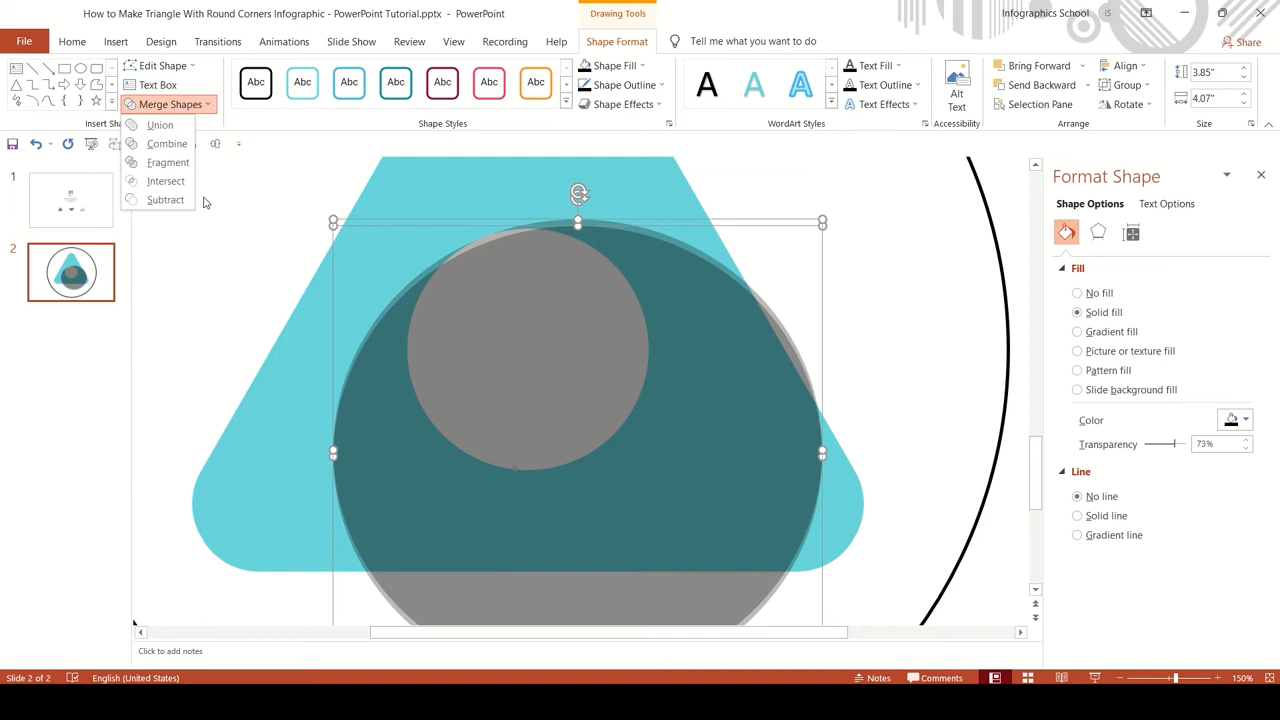 How to Make Triangle With Round Corners Infographic - PowerPoint Tutorial.pptx - PowerPoint
Drawing Tools
Infographics School
IS
File
Home
Insert
Design
Transitions
Animations
Slide Show
Review
View
Recording
Help
Shape Format
Tell me what you want to do
Share
Edit Shape
Text Box
Merge Shapes
Insert Sha
Union
Combine
Fragment
Intersect
Subtract
Abc
Abc
Abc
Abc
Abc
Abc
Abc
Shape Fill
Shape Outline
Shape Effects
Shape Styles
A
A
A
Text Fill
Text Outline
Text Effects
WordArt Styles
Alt
Text
Accessibility
Bring Forward
Send Backward
Selection Pane
Align
Group
Rotate
Arrange
3.85"
4.07"
Size
1
2
Format Shape
Shape Options
Text Options
Fill
No fill
Solid fill
Gradient fill
Picture or texture fill
Pattern fill
Slide background fill
Color
Transparency
73%
Line
No line
Solid line
Gradient line
Click to add notes
Slide 2 of 2
English (United States)
Notes
Comments
150%